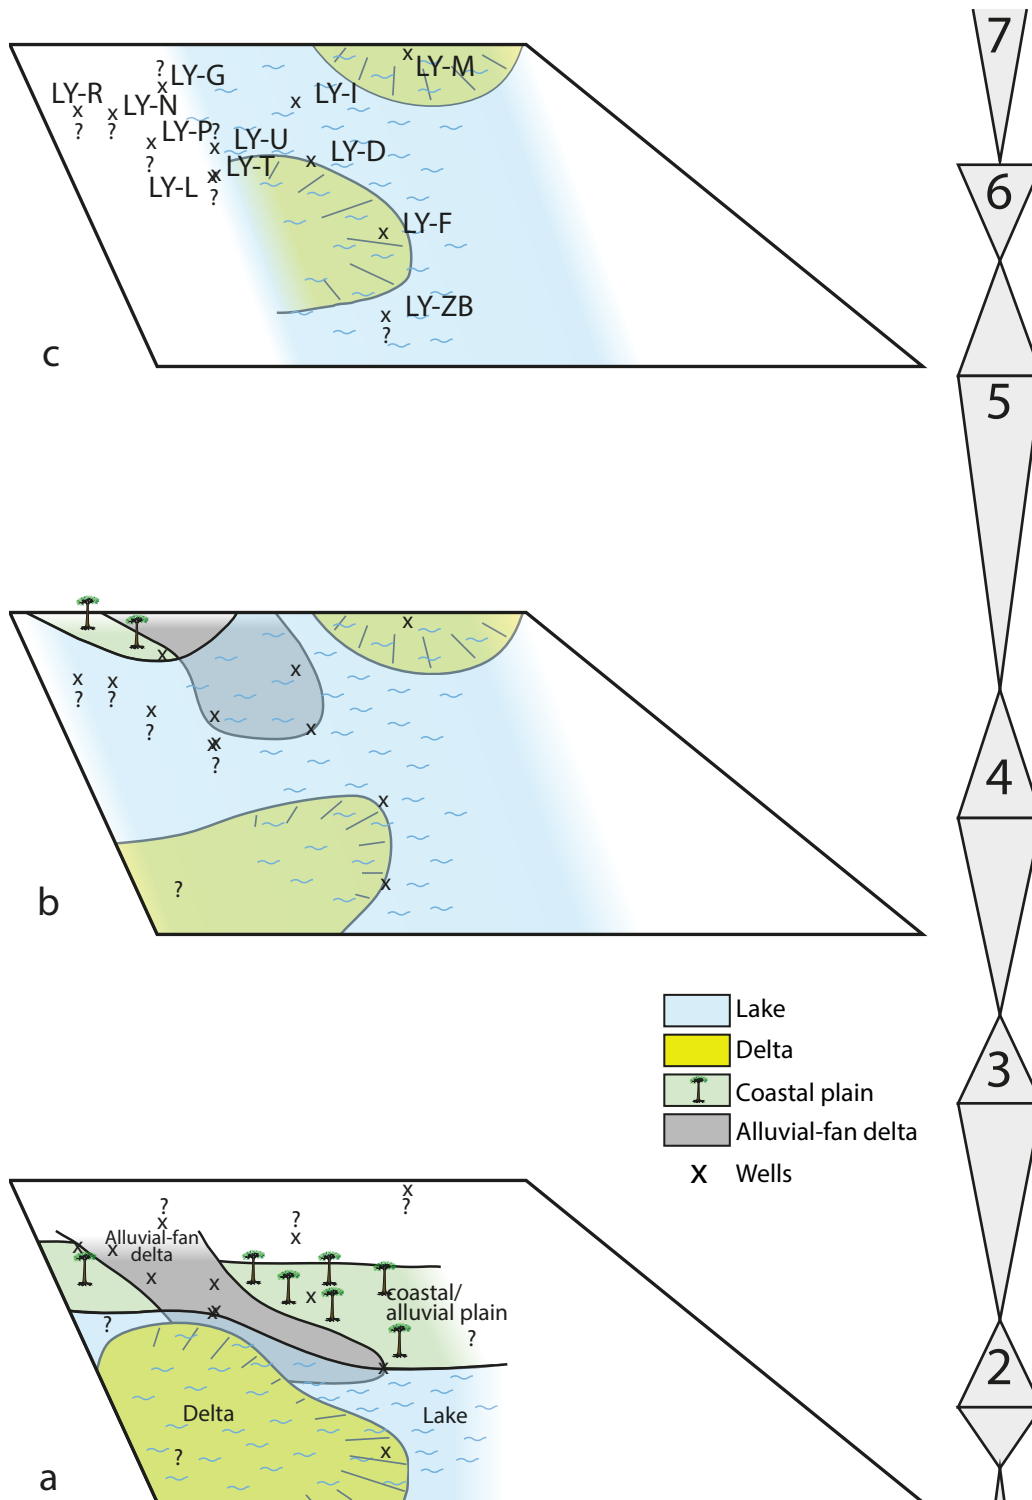 7
LY-M
LY-G
LY-R
LY-N
LY-I
?
?
?
LY-P
?
LY-U
LY-D
LY-T
?
LY-L
?
LY-F
LY-ZB
?
c
6
5
?
?
?
?
?
b
4
Lake
Delta
Coastal plain
Alluvial-fan delta
X Wells
3
?
?
?
Alluvial-fan
delta
coastal/
alluvial plain
?
?
Delta
Lake
?
a
2